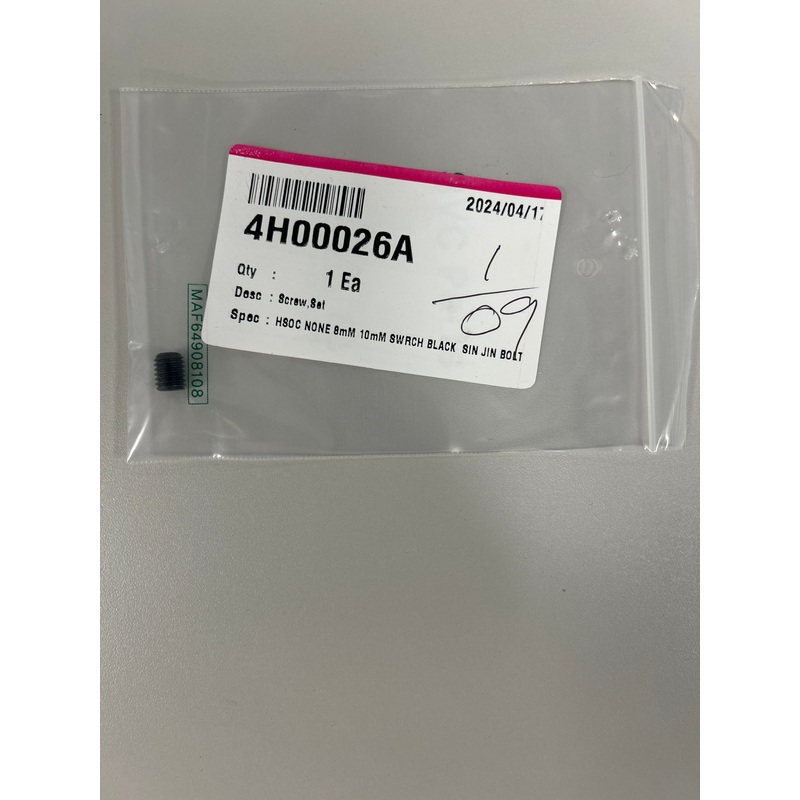 2024/04/17
4H00026A
Qty : 1 Ea
Desc : Screw,Set
Spec : HSOC NONE 8mM 10mM SWRCH BLACK SIN JIN BOLT
1
09
MAF64908108